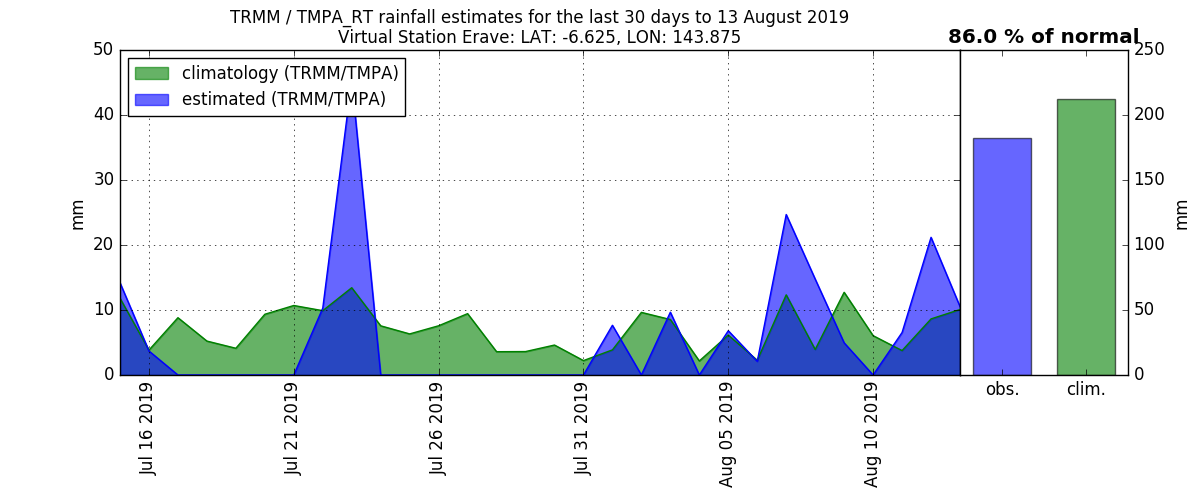 TRMM / TMPA_RT rainfall estimates for the last 30 days to 13 August 2019
Virtual Station Erave: LAT: -6.625, LON: 143.875
86.0 % of normal
climatology (TRMM/TMPA)
estimated (TRMM/TMPA)
50
40
30
20
10
0
mm
Jul 16 2019
Jul 21 2019
Jul 26 2019
Jul 31 2019
Aug 05 2019
Aug 10 2019
obs.
clim.
250
200
150
100
50
0
mm